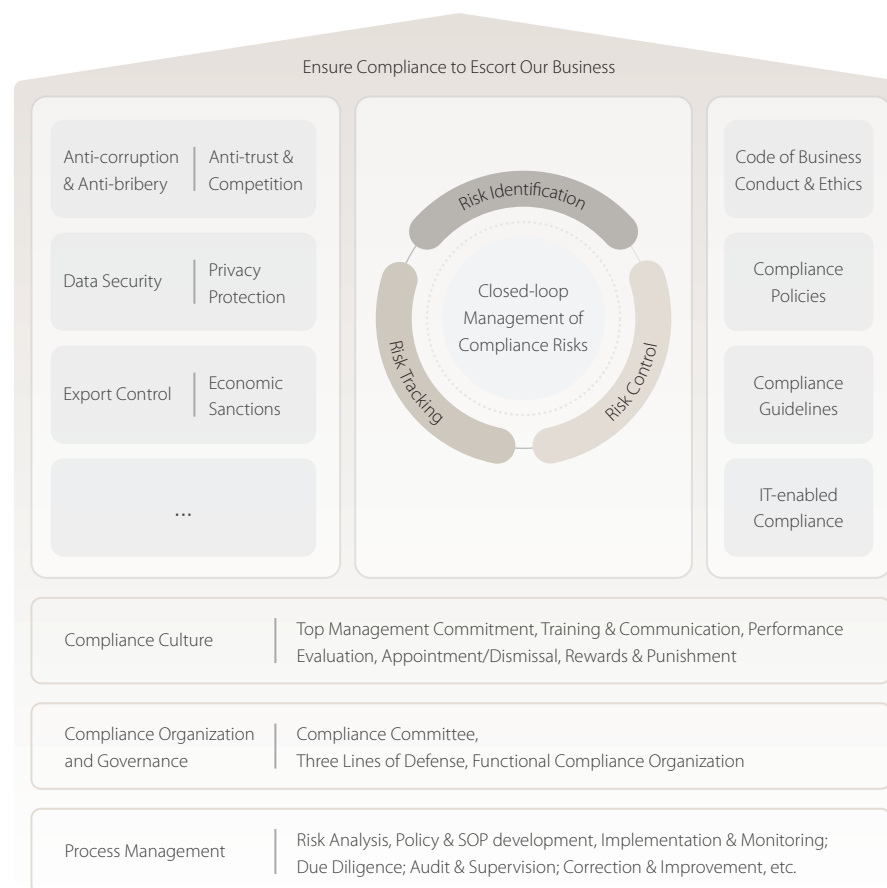 Ensure Compliance to Escort Our Business
Anti-corruption
& Anti-bribery
Anti-trust &
Competition
Data Security
Privacy
Protection
Export Control
Economic
Sanctions
...
Risk Identification
Closed-loop
Management of
Compliance Risks
Risk Tracking
Risk Control
Code of Business
Conduct & Ethics
Compliance
Policies
Compliance
Guidelines
IT-enabled
Compliance
Compliance Culture
Top Management Commitment, Training & Communication, Performance
Evaluation, Appointment/Dismissal, Rewards & Punishment
Compliance Organization
and Governance
Compliance Committee,
Three Lines of Defense, Functional Compliance Organization
Process Management
Risk Analysis, Policy & SOP development, Implementation & Monitoring;
Due Diligence; Audit & Supervision; Correction & Improvement, etc.